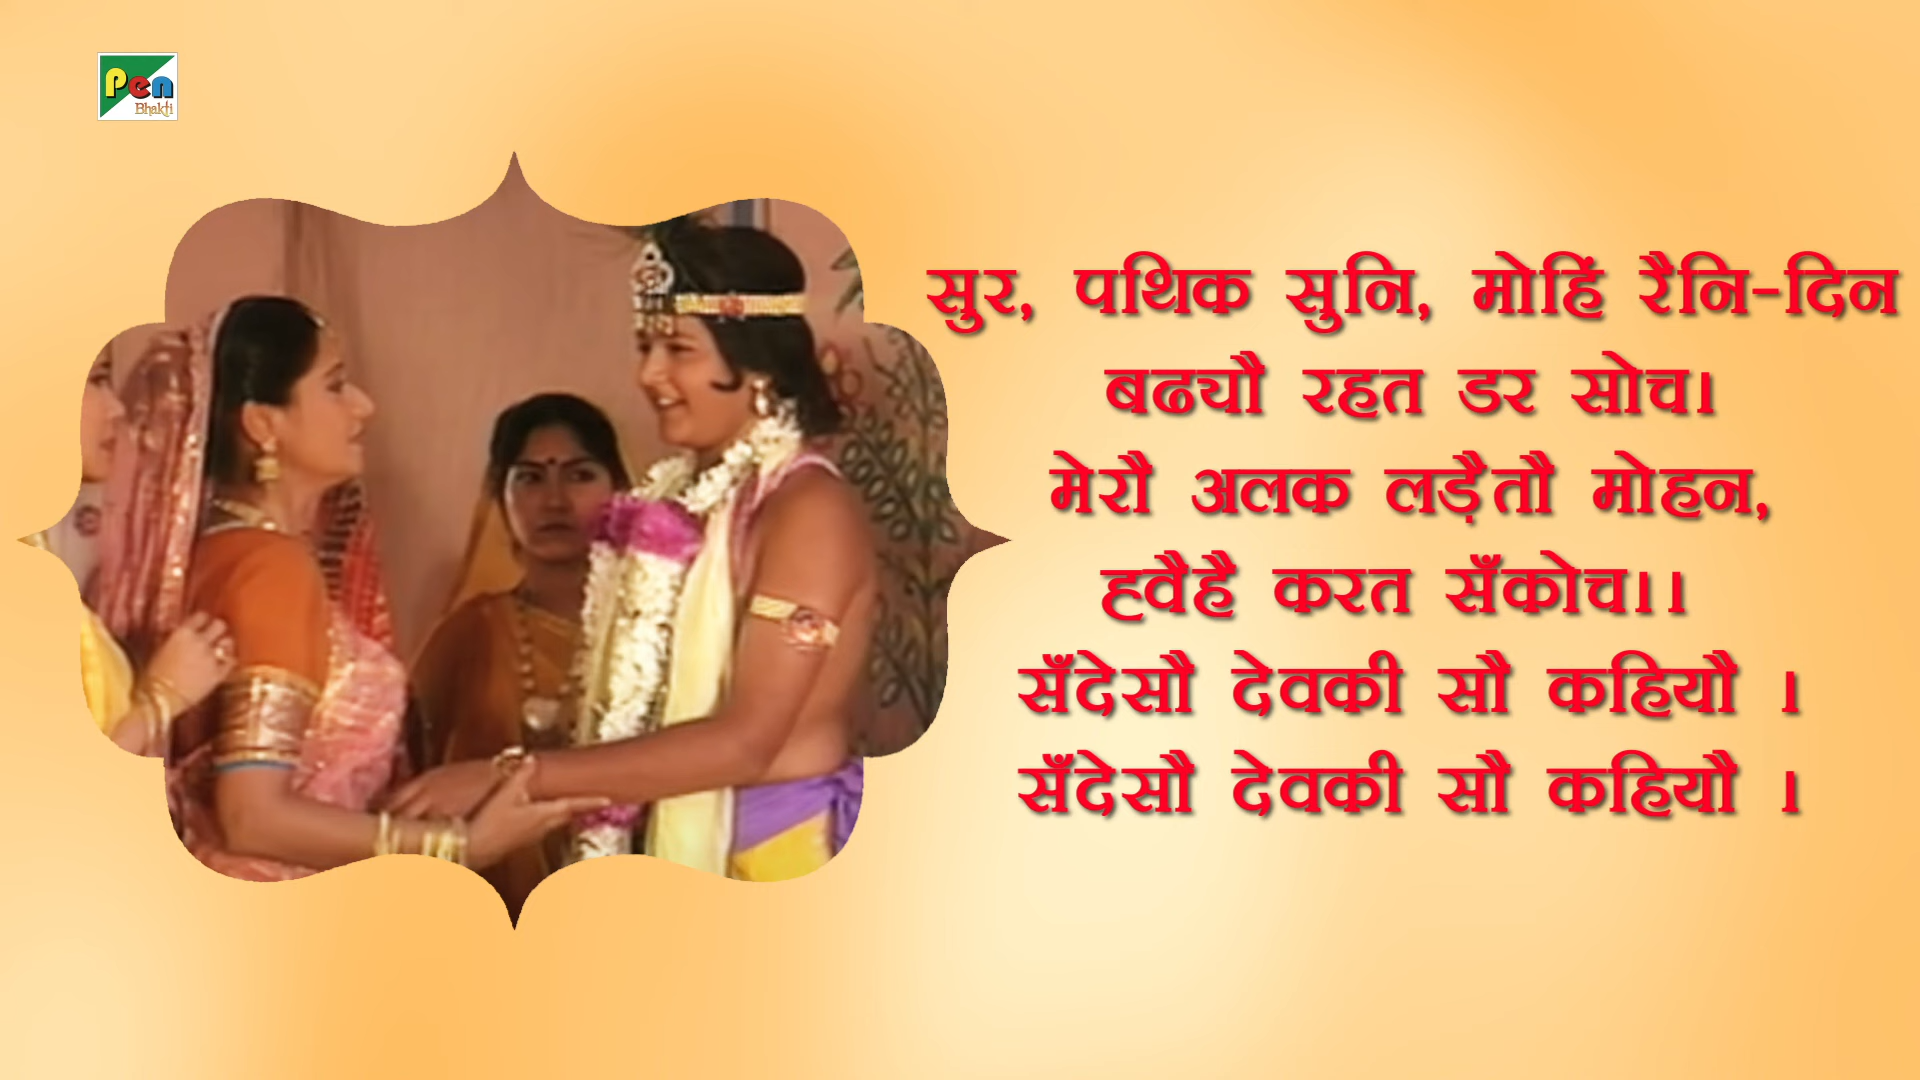 Pen
Bhakti
सुर, पथिक सुनि, मोहिं रैनि-दिन
बढ्यौ रहत डर सोच।
मेरौ अलक लड़ैतौ मोहन,
ह्वैहै करत सँकोच।।
सँदेसौ देवकी सौ कहियौ ।
सँदेसौ देवकी सौ कहियौ ।